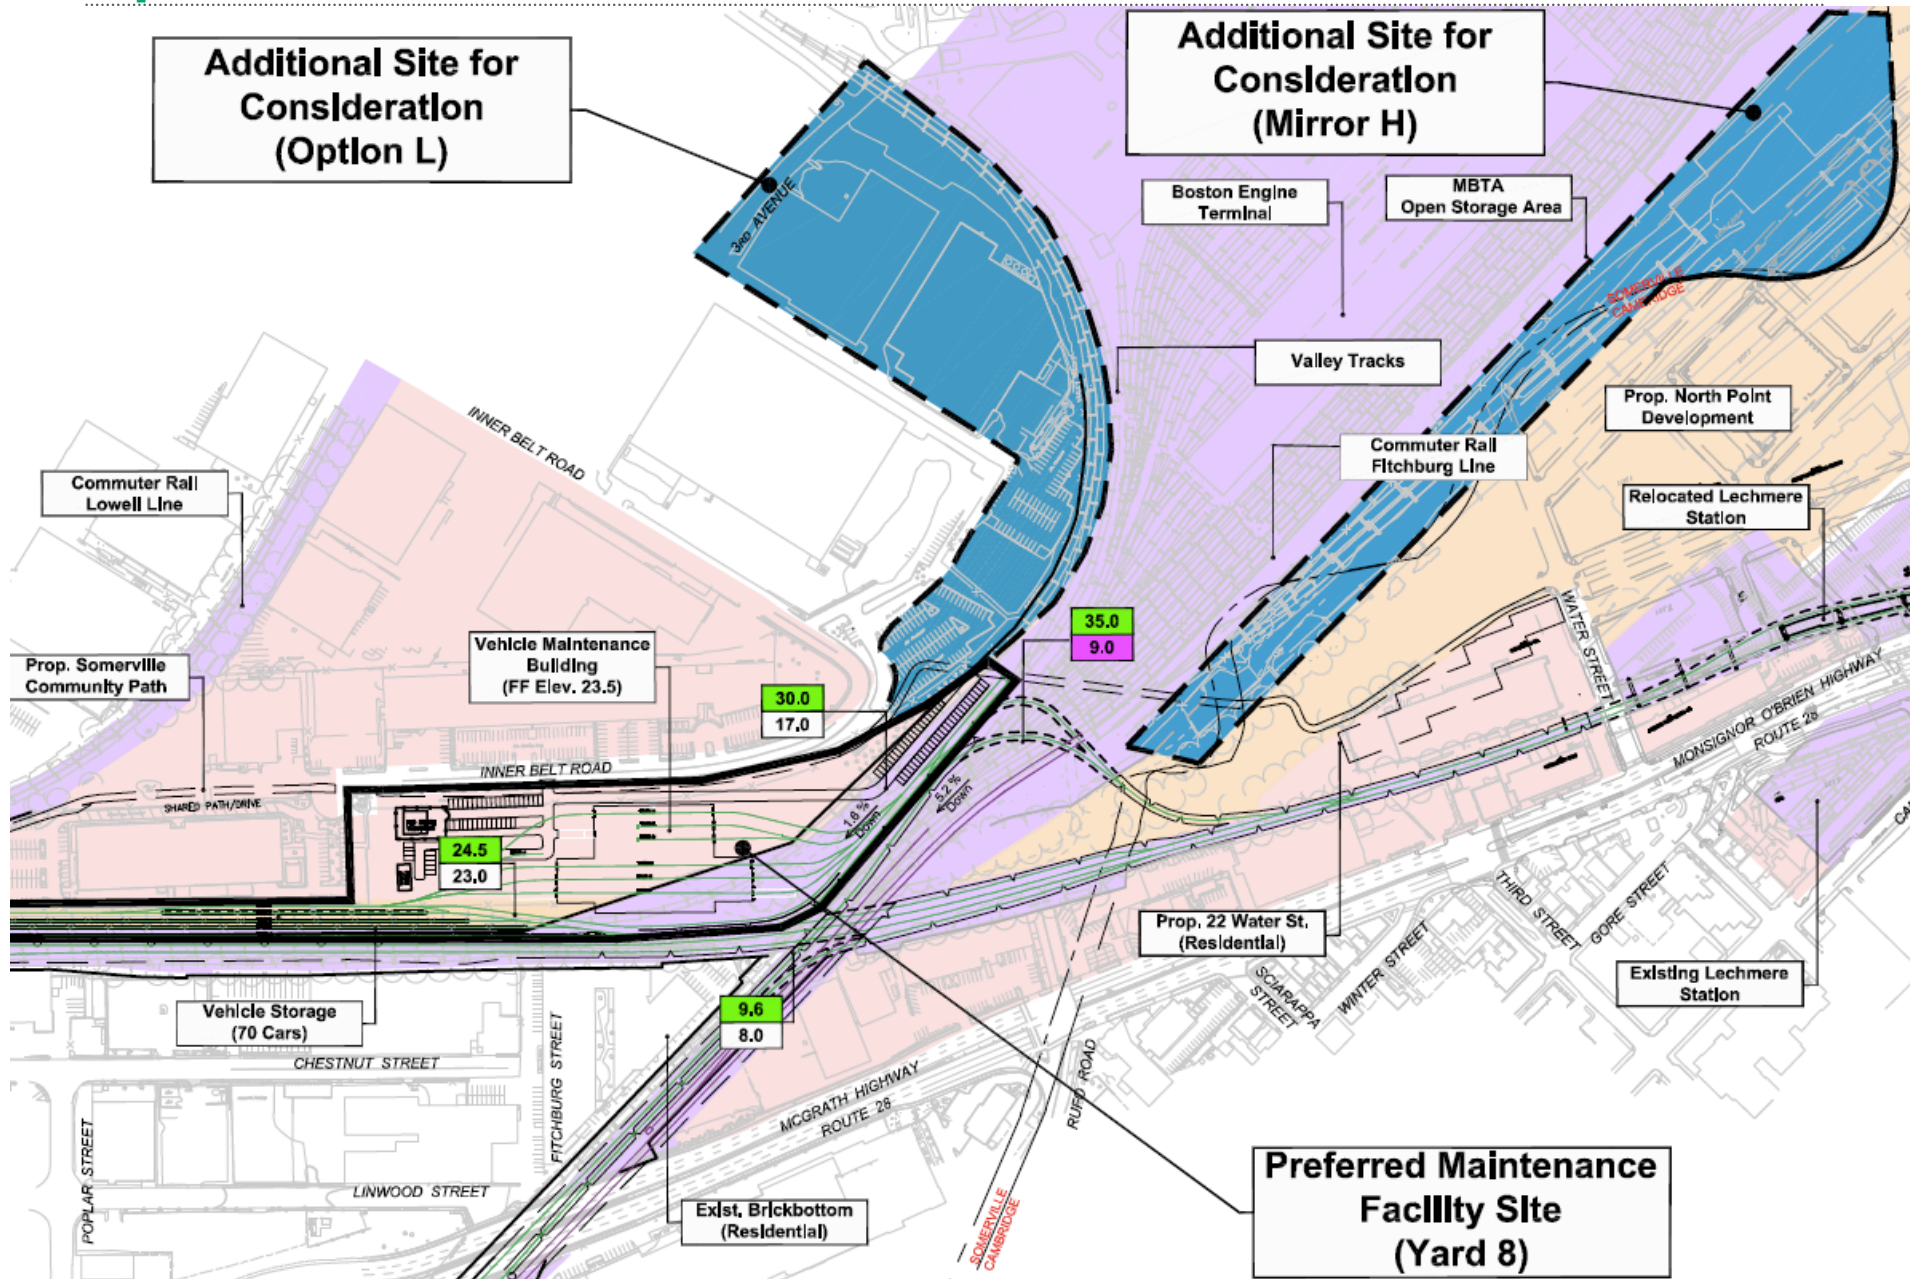 Additional Site for
Consideration
(Option L)
Additional Site for
Consideration
(Mirror H)
Boston Engine
Terminal
MBTA
Open Storage Area
3RD AVENUE
SOMERVILLE
CAMBRIDGE
Valley Tracks
Prop. North Point
Development
INNER BELT ROAD
Commuter Rail
Fitchburg Line
Commuter Rail
Lowell Line
Relocated Lechmere
Station
WATER STREET
35.0
9.0
Vehicle Maintenance
Building
(FF Elev. 23.5)
Prop. Somerville
Community Path
30.0
17.0
MONSIGNOR O'BRIEN HIGHWAY
ROUTE 28
INNER BELT ROAD
SHARED PATH/DRIVE
1.6 %
Down
5.2 %
Down
24.5
23.0
THIRD STREET
GORE STREET
Prop. 22 Water St.
(Residential)
WINTER STREET
SCIARAPPA
STREET
Existing Lechmere
Station
Vehicle Storage
(70 Cars)
9.6
8.0
CHESTNUT STREET
FITCHBURG STREET
MCGRATH HIGHWAY
ROUTE 28
RUFO ROAD
POPLAR STREET
LINWOOD STREET
Exist. Brickbottom
(Residential)
SOMERVILLE
CAMBRIDGE
Preferred Maintenance
Facility Site
(Yard 8)